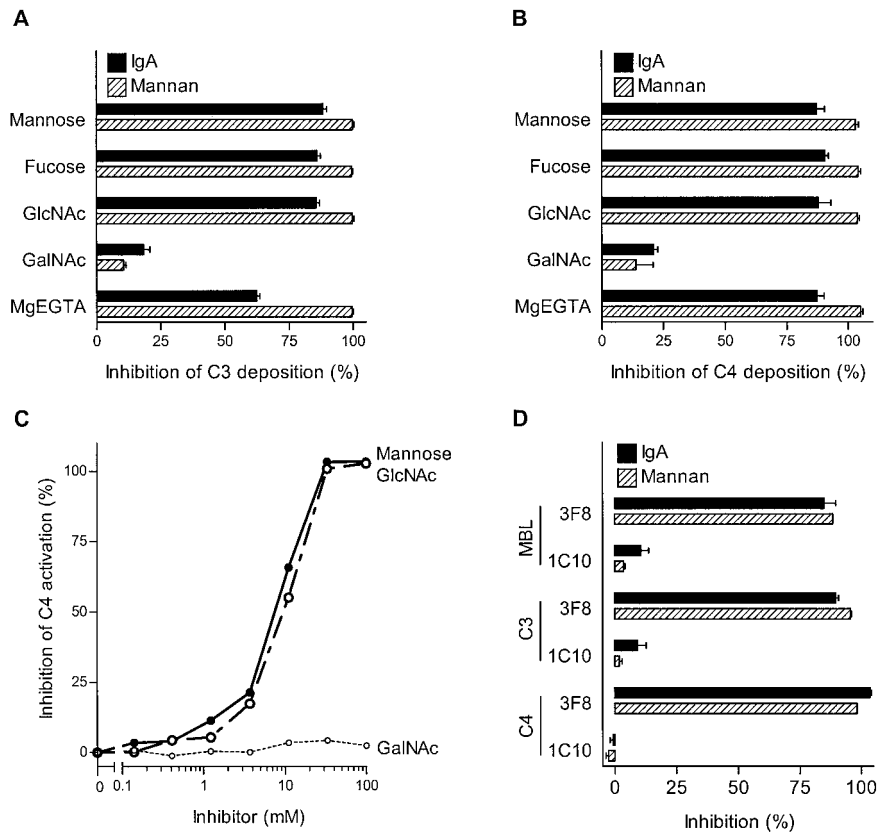 A
IgA
Mannan
Mannose
Fucose
GlcNAc
GalNAc
MgEGTA
0 25 50 75 100
Inhibition of C3 deposition (%)
B
IgA
Mannan
Mannose
Fucose
GlcNAc
GalNAc
MgEGTA
0 25 50 75 100
Inhibition of C4 deposition (%)
C
Inhibition of C4 activation (%)
100
75
50
25
0
Mannose
GlcNAc
GalNAc
0 0.1 1 10 100
Inhibitor (mM)
D
IgA
Mannan
MBL
3F8
1C10
C3
3F8
1C10
C4
3F8
1C10
0 25 50 75 100
Inhibition (%)